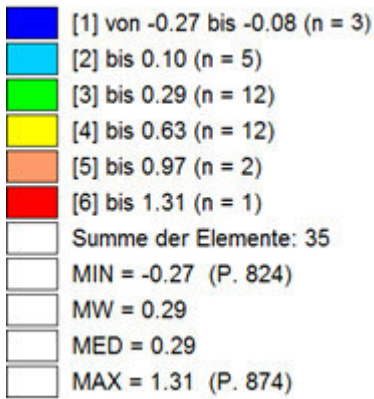 [1] von -0.27 bis -0.08 (n = 3)
[2] bis 0.10 (n = 5)
[3] bis 0.29 (n = 12)
[4] bis 0.63 (n = 12)
[5] bis 0.97 (n = 2)
[6] bis 1.31 (n = 1)
Summe der Elemente: 35
MIN = -0.27 (P. 824)
MW = 0.29
MED = 0.29
MAX = 1.31 (P. 874)